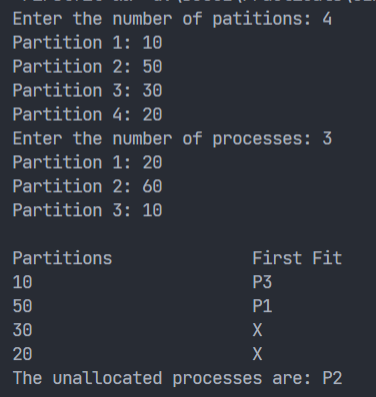 Enter the number of patitions: 4
Partition 1: 10
Partition 2: 50
Partition 3: 30
Partition 4: 20
Enter the number of processes: 3
Partition 1: 20
Partition 2: 60
Partition 3: 10
Partitions First Fit
10 P3
50 P1
30 X
20 X
The unallocated processes are: P2